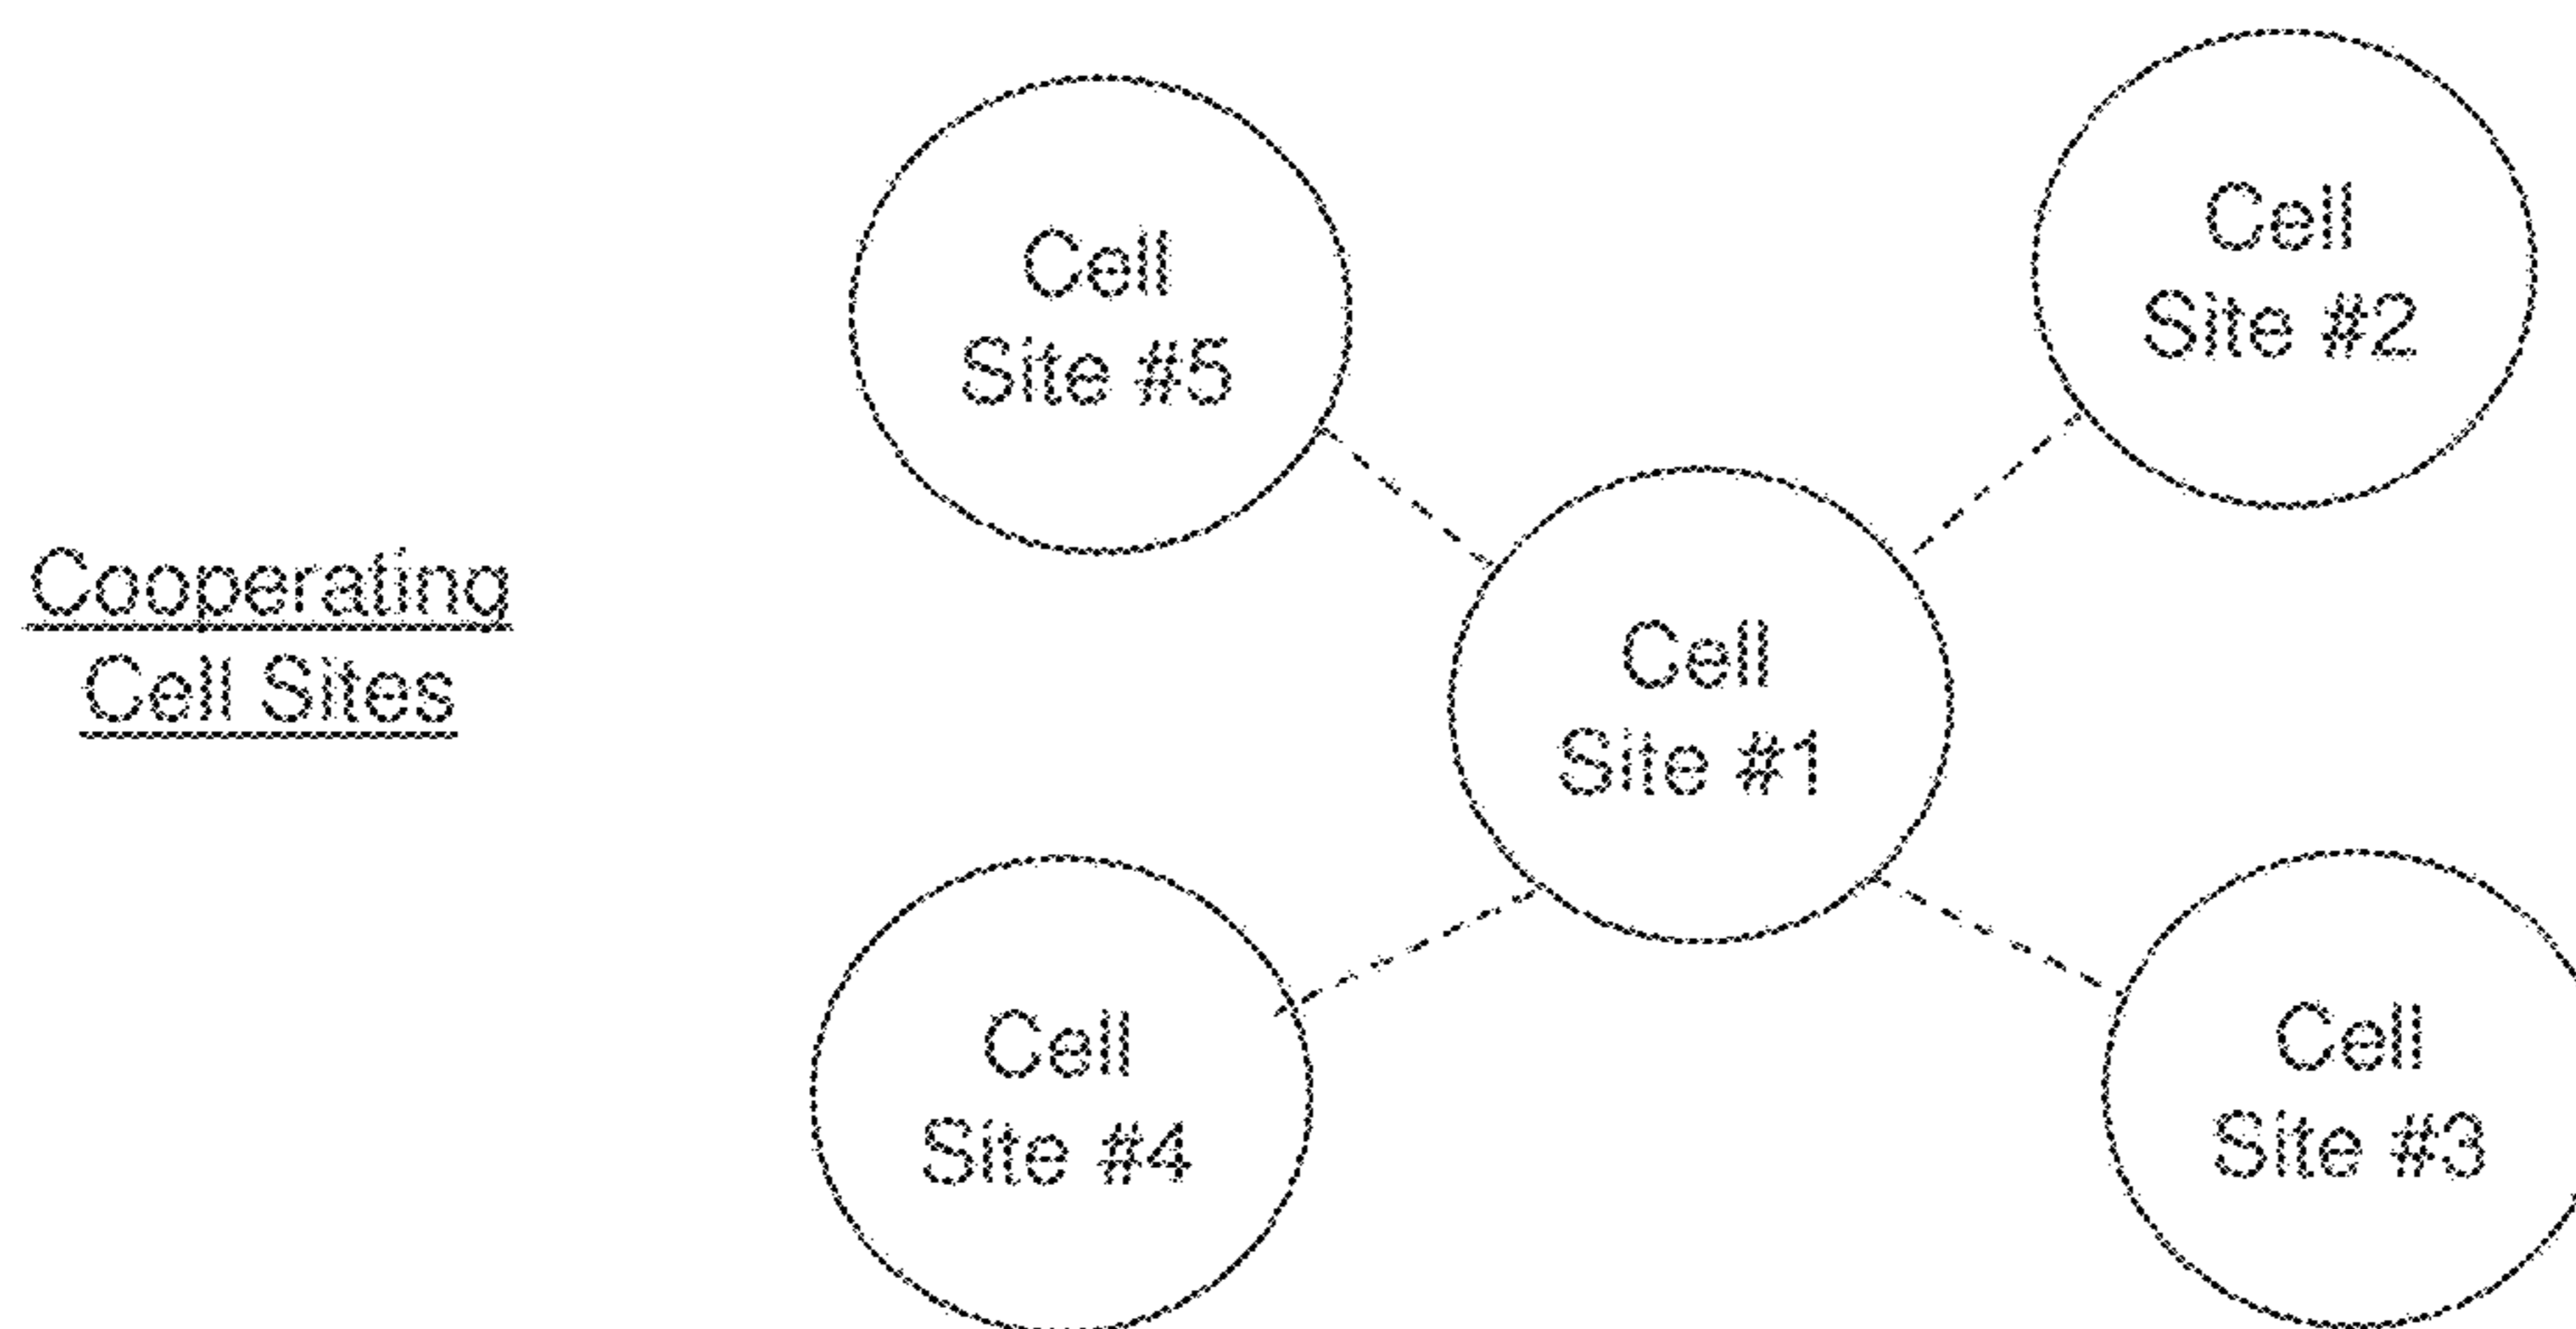 Cooperating
Cell Sites
Cell
Site #5
Cell
Site #2
Cell
Site #1
Cell
Site #4
Cell
Site #3